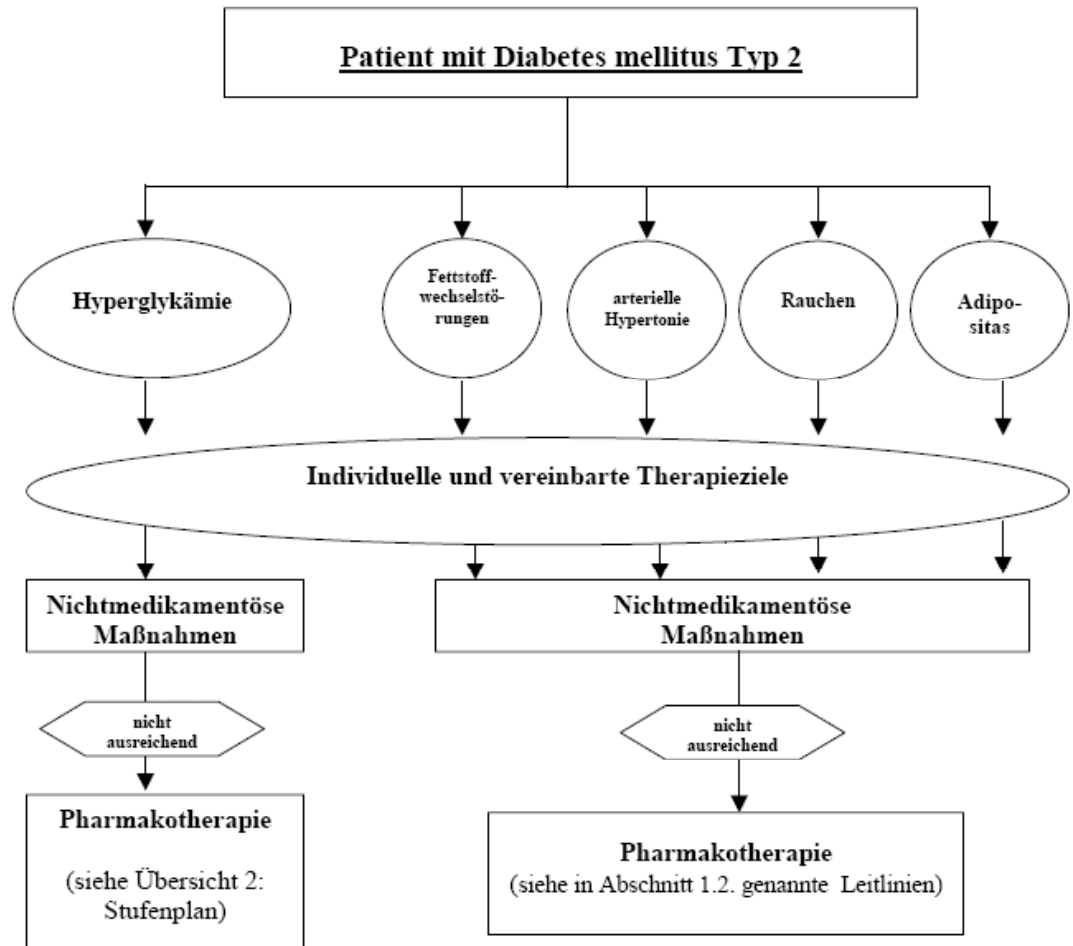 Patient mit Diabetes mellitus Typ 2
Hyperglykämie
Fettstoff-
wechselstö-
rungen
arterielle
Hypertonie
Rauchen
Adipo-
sitas
Individuelle und vereinbarte Therapieziele
Nichtmedikamentöse
Maßnahmen
Nichtmedikamentöse
Maßnahmen
nicht
ausreichend
nicht
ausreichend
Pharmakotherapie
(siehe Übersicht 2:
Stufenplan)
Pharmakotherapie
(siehe in Abschnitt 1.2. genannte Leitlinien)